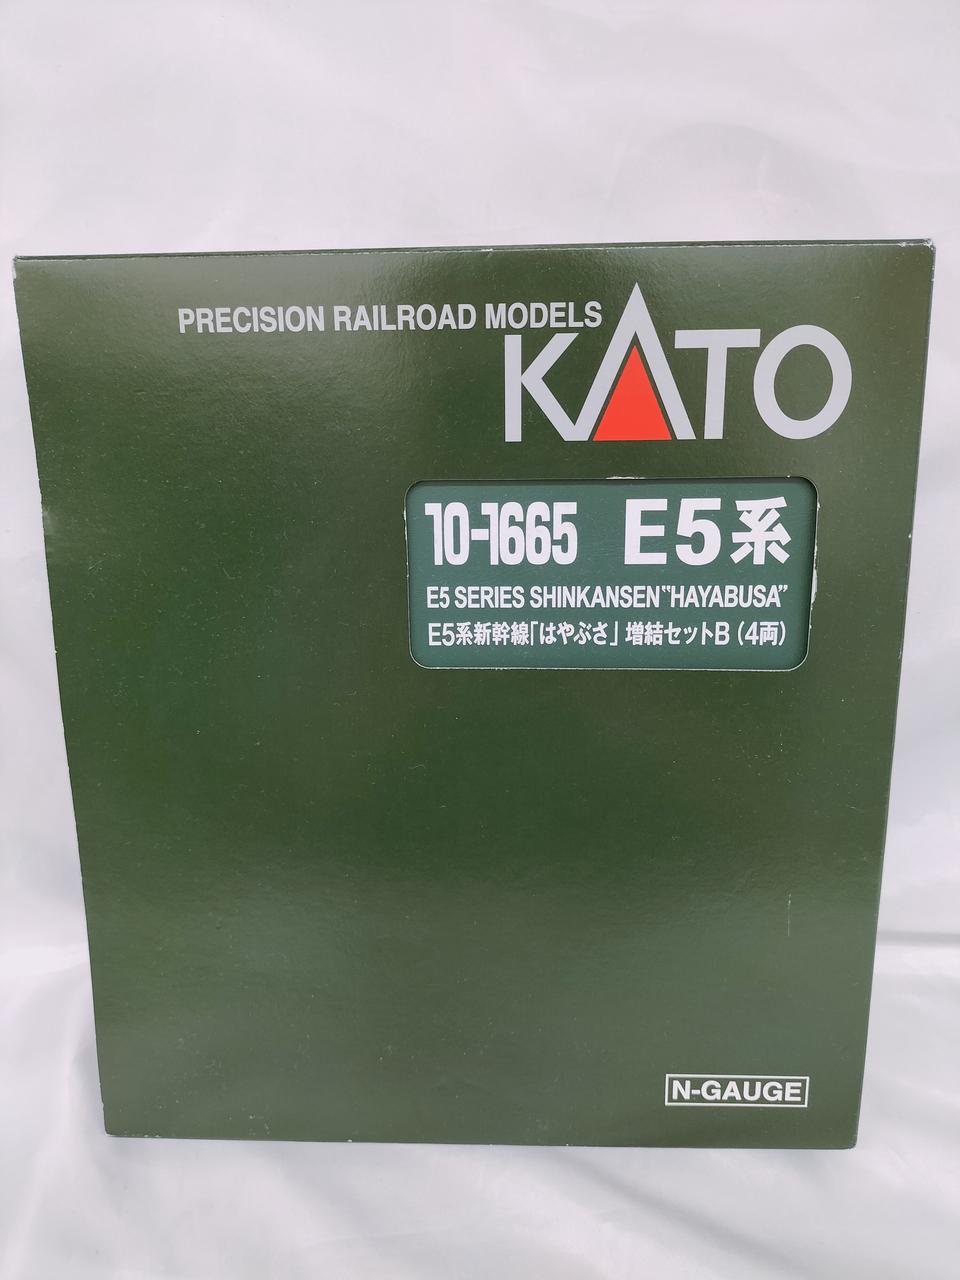 PRECISION RAILROAD MODELS
KATO
10-1665 E5系
E5 SERIES SHINKANSEN "HAYABUSA"
E5系新幹線「はやぶさ」増結セットB (4両)
N-GAUGE